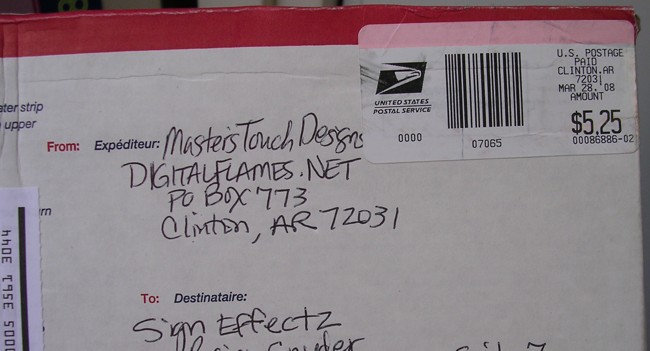 U.S. POSTAGE
PAID
CLINTON.AR
72031
MAR 28.'08
AMOUNT
$5.25
00086886-02
UNITED STATES
POSTAL SERVICE
0000
07065
ter strip
upper
From: Expéditeur: Masters Touch Designs
DIGITALFLAMES.NET
PO BOX 773
Clinton, AR 72031
rn
To: Destinataire:
Sign Effectz